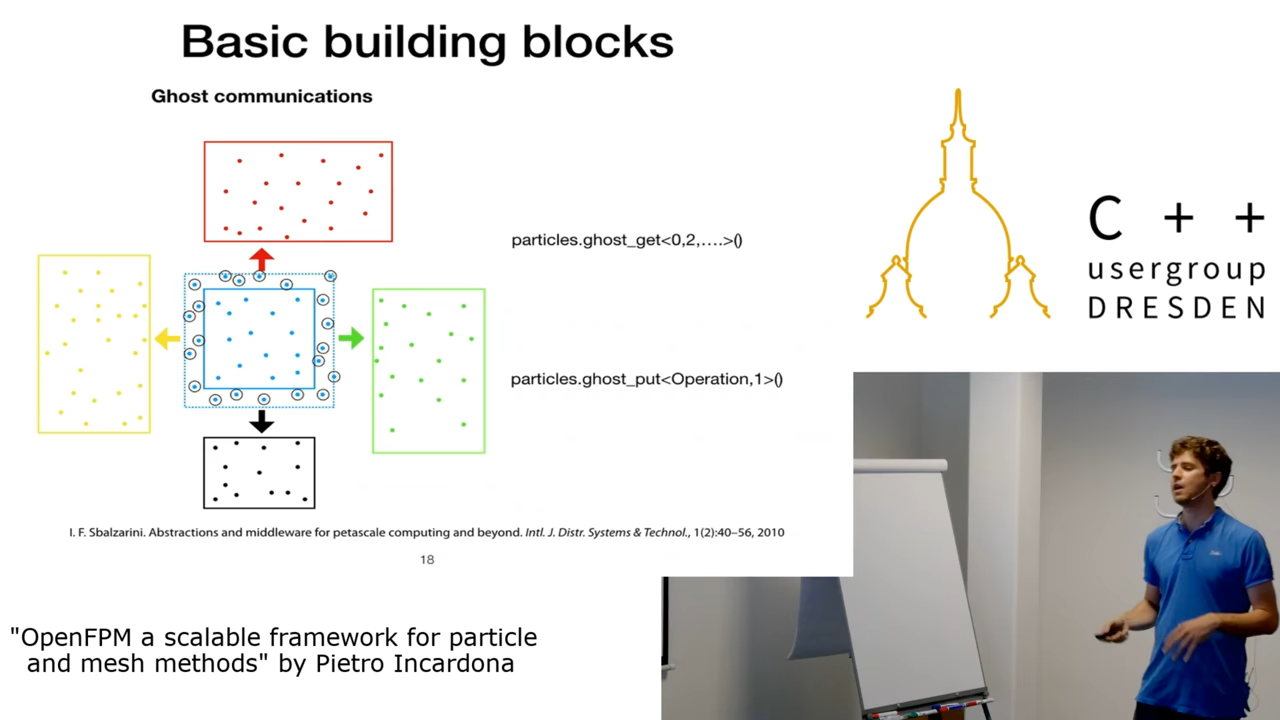 Basic building blocks
Ghost communications
particles.ghost_get<0,2,....>()
particles.ghost_put<Operation,1>()
I. F. Sbalzarini. Abstractions and middleware for petascale computing and beyond. Intl. J. Distr. Systems & Technol., 1(2):40–56, 2010
18
C + +
usergroup
DRESDEN
"OpenFPM a scalable framework for particle
and mesh methods" by Pietro Incardona